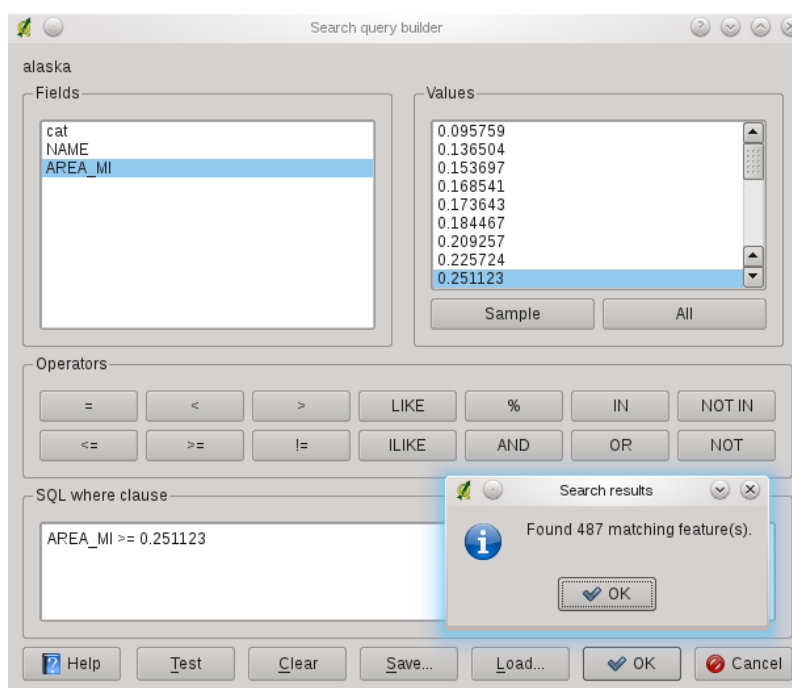 Search query builder
alaska
Fields
Values
cat
NAME
AREA_MI
0.095759
0.136504
0.153697
0.168541
0.173643
0.184467
0.209257
0.225724
0.251123
Sample
All
Operators
=
<
>
LIKE
%
IN
NOT IN
<=
>=
!=
ILIKE
AND
OR
NOT
SQL where clause
AREA_MI >= 0.251123
Search results
Found 487 matching feature(s).
OK
Help
Test
Clear
Save...
Load...
OK
Cancel